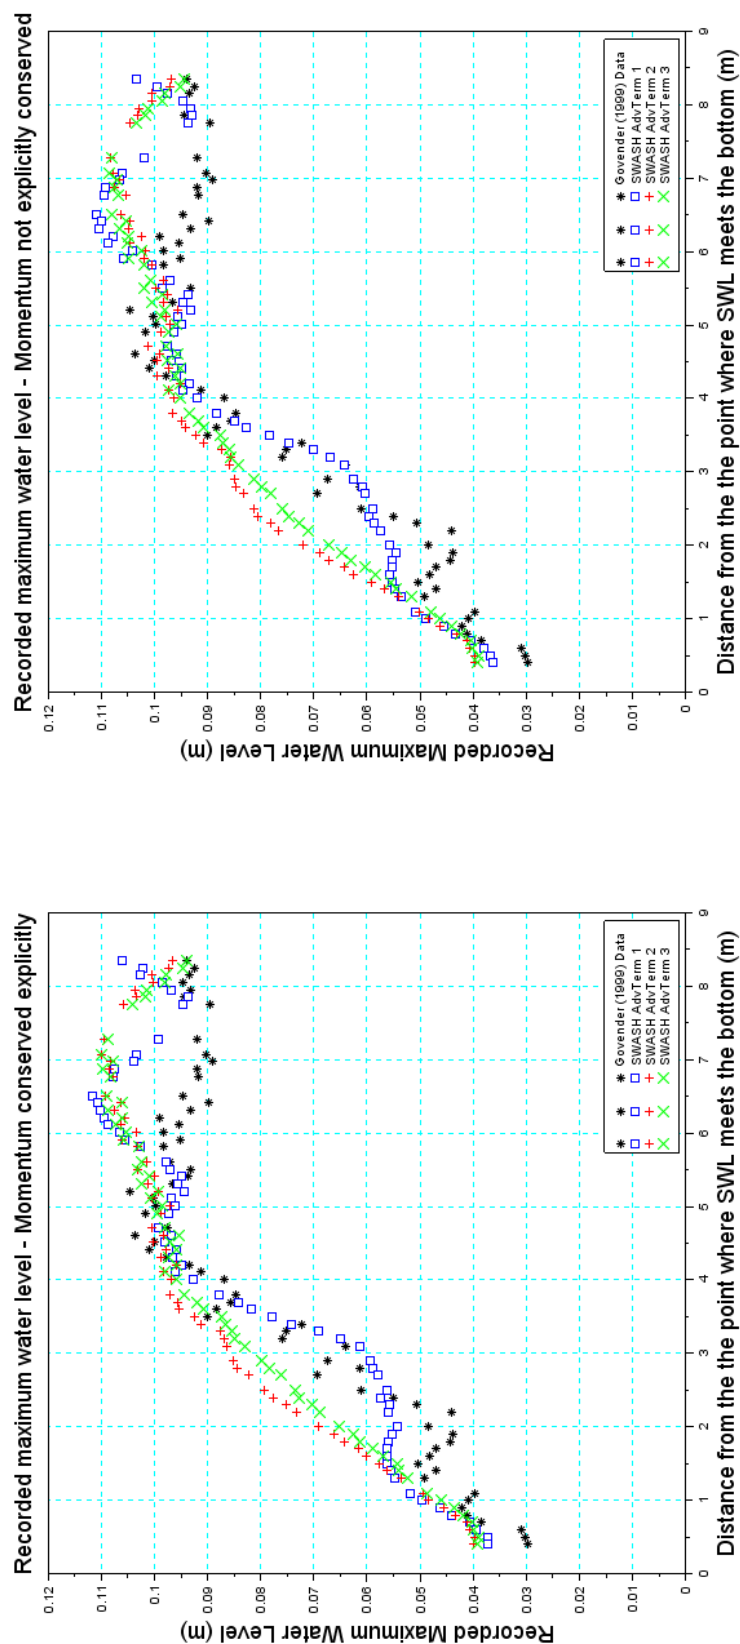 Recorded maximum water level - Momentum conserved explicitly
0.12
0.11
0.1
0.09
0.08
0.07
0.06
0.05
0.04
0.03
0.02
0.01
0
Recorded Maximum Water Level (m)
0 1 2 3 4 5 6 7 8 9
Distance from the the point where SWL meets the bottom (m)
Govender (1999) Data
SWASH AdvTerm 1
SWASH AdvTerm 2
SWASH AdvTerm 3
Recorded maximum water level - Momentum not explicitly conserved
0.12
0.11
0.1
0.09
0.08
0.07
0.06
0.05
0.04
0.03
0.02
0.01
0
Recorded Maximum Water Level (m)
0 1 2 3 4 5 6 7 8 9
Distance from the the point where SWL meets the bottom (m)
Govender (1999) Data
SWASH AdvTerm 1
SWASH AdvTerm 2
SWASH AdvTerm 3